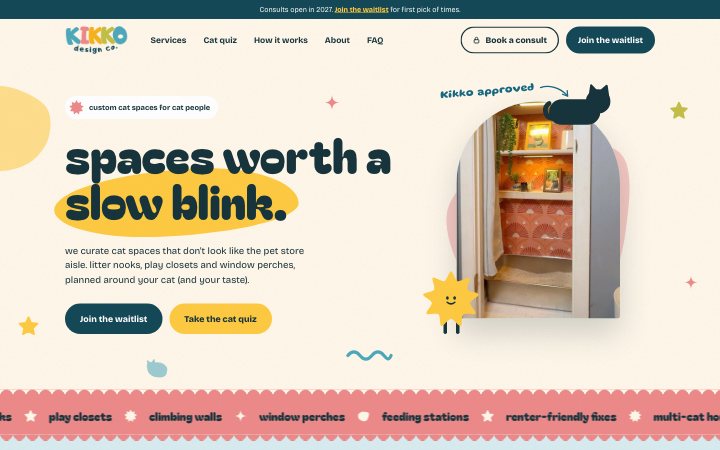 Consults open in 2027. Join the waitlist for first pick of times.
KIKKO
design co.
Services
Cat quiz
How it works
About
FAQ
Book a consult
Join the waitlist
custom cat spaces for cat people
Kikko approved
spaces worth a
slow blink.
we curate cat spaces that don't look like the pet store
aisle. litter nooks, play closets and window perches,
planned around your cat (and your taste).
Join the waitlist
Take the cat quiz
play closets
climbing walls
window perches
feeding stations
renter-friendly fixes
multi-cat